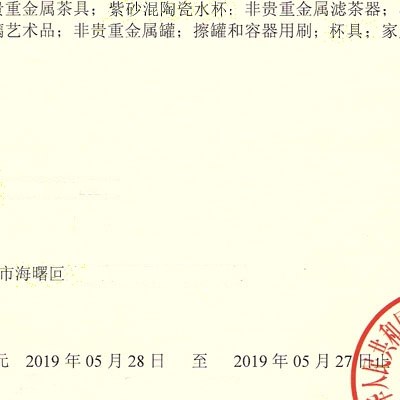 贵重金属茶具；紫砂混陶瓷水杯；非贵重金属滤茶器；
艺术品；非贵重金属罐；擦罐和容器用刷；杯具；家
市海曙区
元 2019 年 05 月 28 日 至 2019 年 05 月 27 日止
人民共和